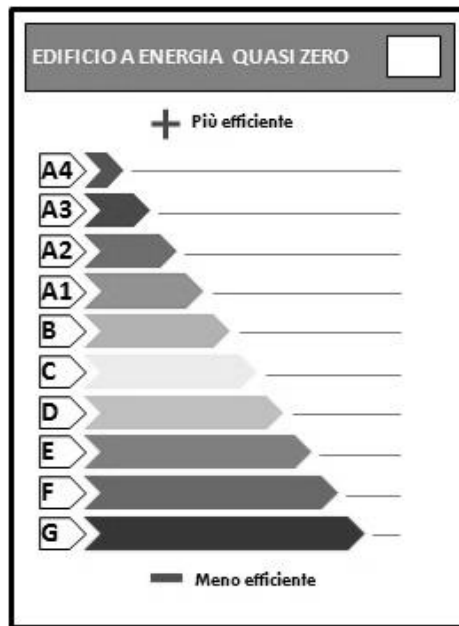 EDIFICIO A ENERGIA QUASI ZERO
+ Più efficiente
A4
A3
A2
A1
B
C
D
E
F
G
Meno efficiente